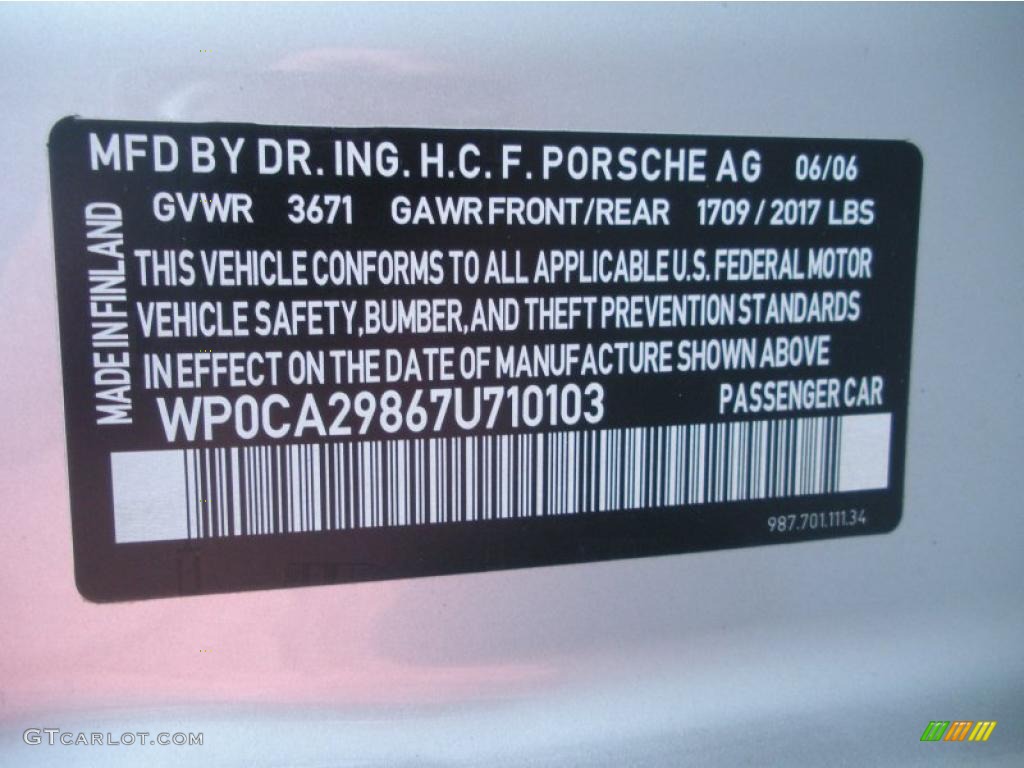 MFD BY DR. ING. H.C. F. PORSCHE AG 06/06
GVWR 3671 GAWR FRONT/REAR 1709 / 2017 LBS
MADE IN FINLAND
THIS VEHICLE CONFORMS TO ALL APPLICABLE U.S. FEDERAL MOTOR
VEHICLE SAFETY, BUMBER, AND THEFT PREVENTION STANDARDS
IN EFFECT ON THE DATE OF MANUFACTURE SHOWN ABOVE
WP0CA29867U710103 PASSENGER CAR
987.701.111.34
GTCARLOT.COM